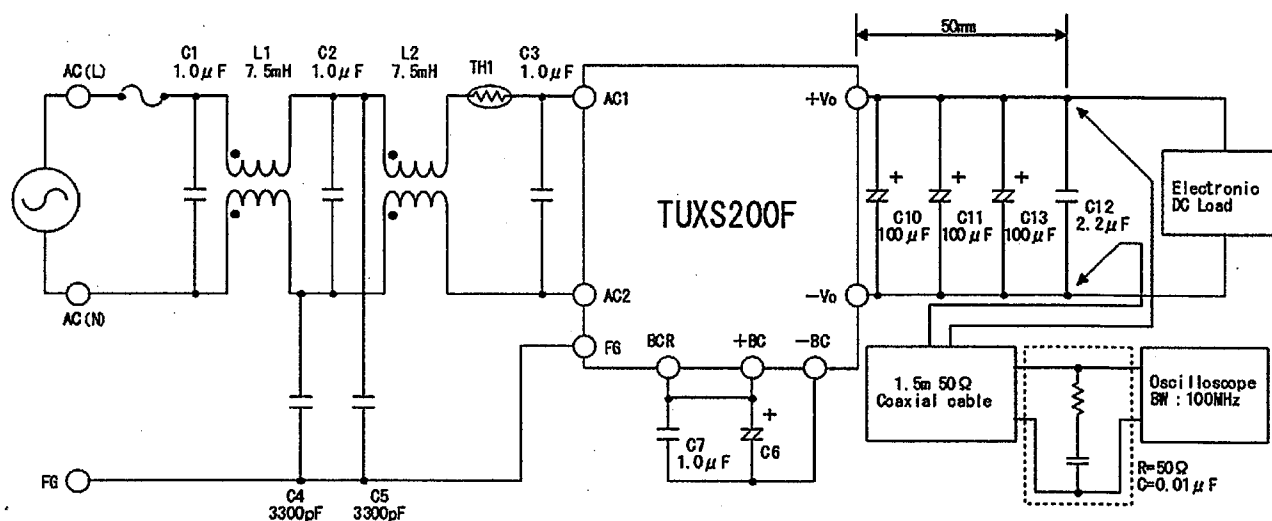 50mm
C1
1.0μF
L1
7.5mH
C2
1.0μF
L2
7.5mH
TH1
C3
1.0μF
AC(L)
AC1
+Vo
TUXS200F
+
C10
100μF
+
C11
100μF
+
C13
100μF
C12
2.2μF
Electronic
DC Load
AC(N)
AC2
-Vo
FG
BCR
+BC
-BC
1.5m 50Ω
Coaxial cable
Oscilloscope
BW : 100MHz
C7
1.0μF
+
C6
R=50Ω
C=0.01μF
FG
C4
3300pF
C5
3300pF